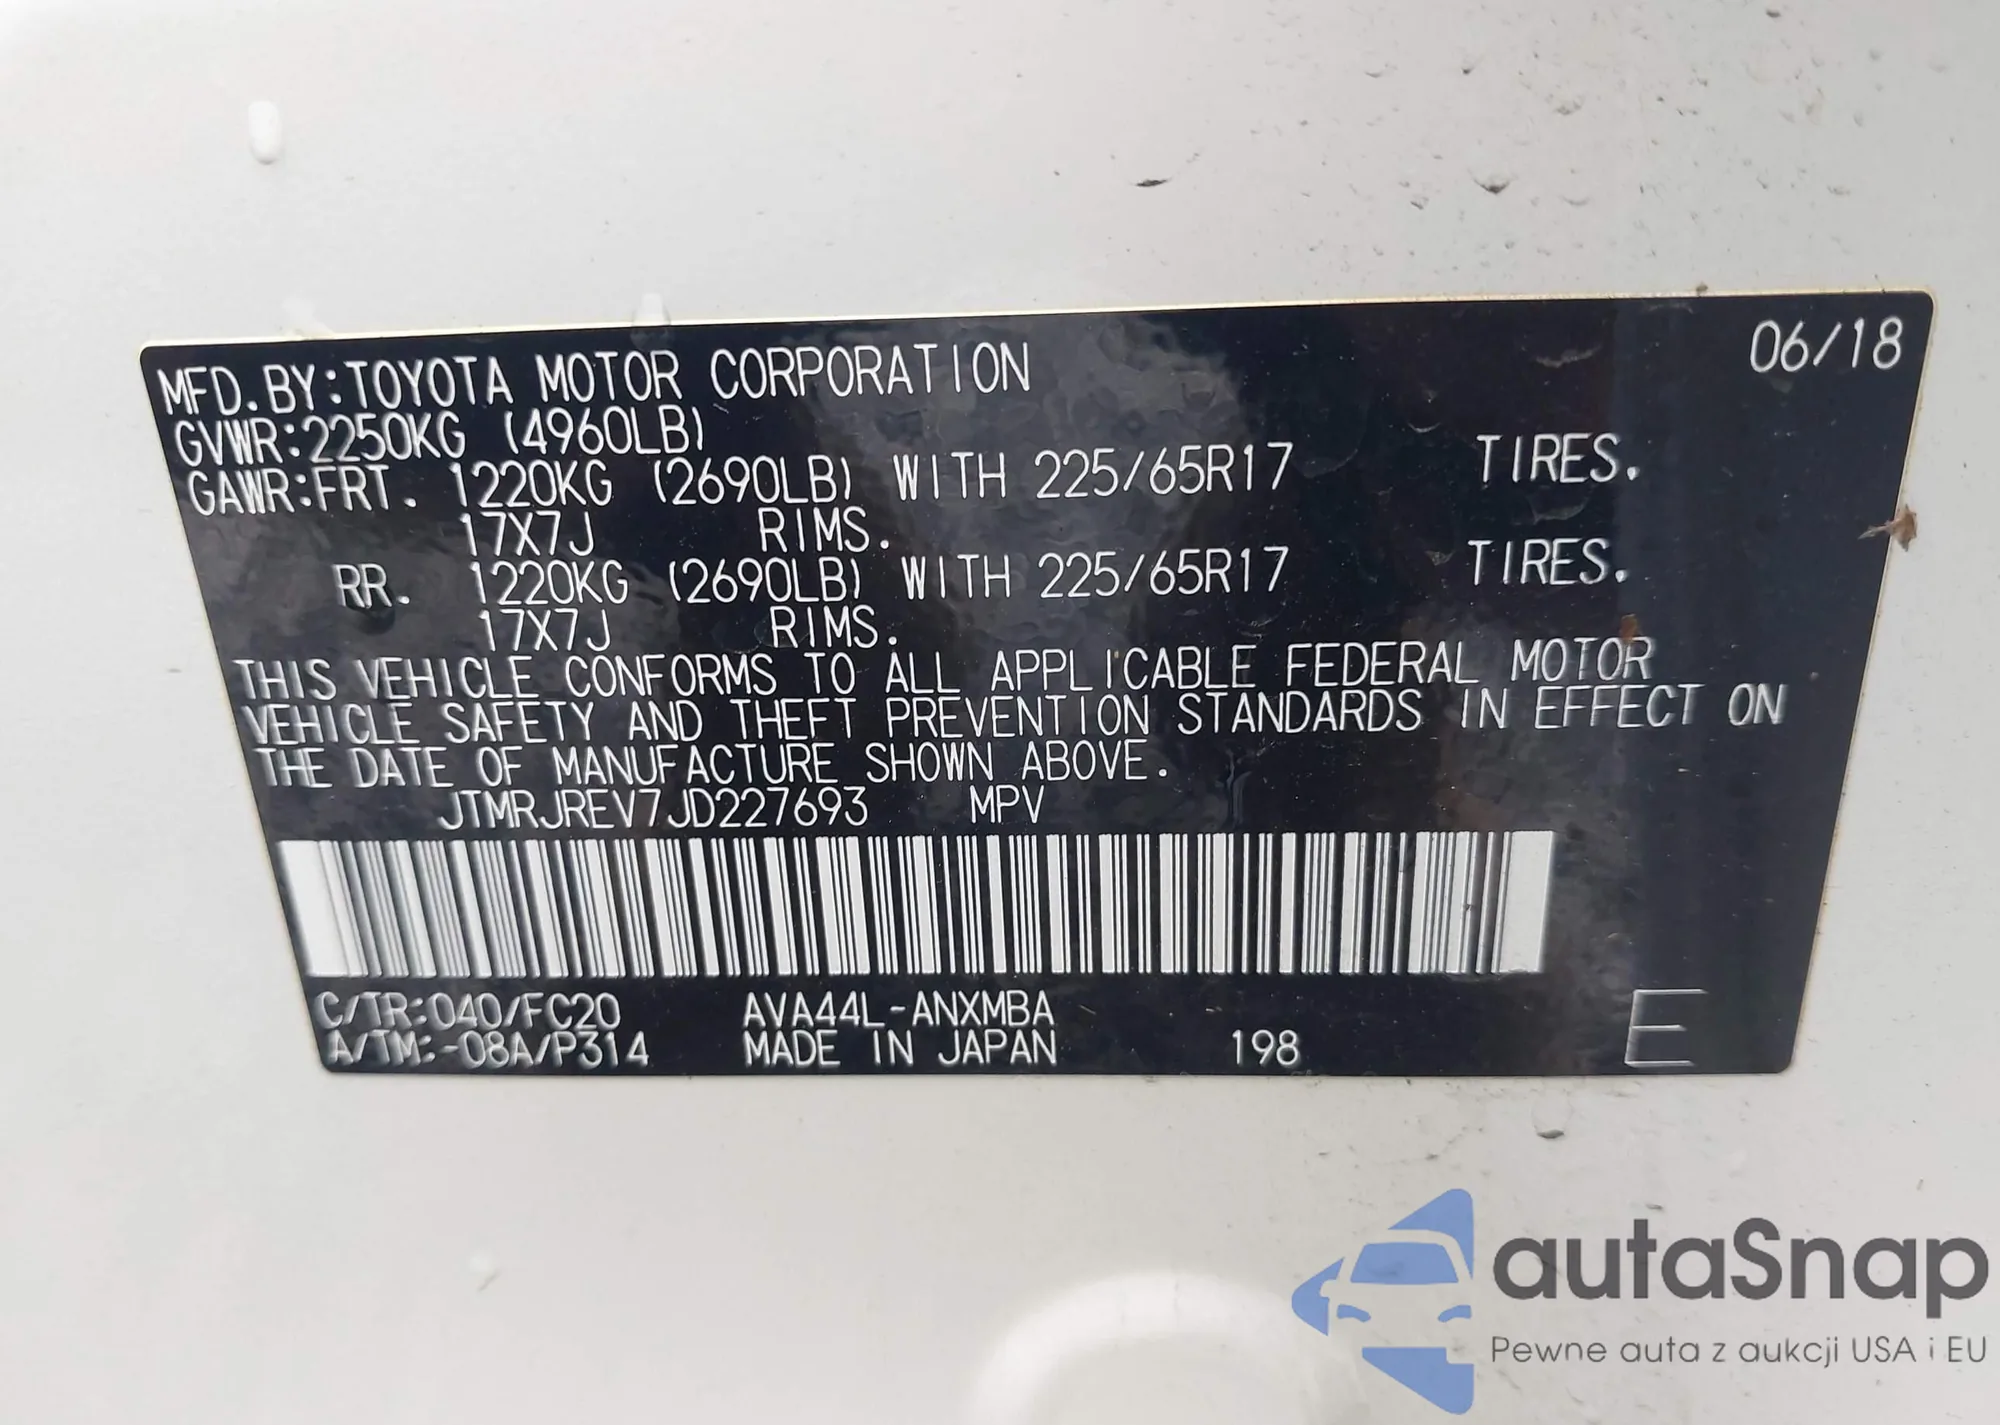 06/18
MFD.BY:TOYOTA MOTOR CORPORATION
GVWR:2250KG (4960LB)
GAWR:FRT. 1220KG (2690LB) WITH 225/65R17 TIRES.
17X7J RIMS.
RR. 1220KG (2690LB) WITH 225/65R17 TIRES.
17X7J RIMS.
THIS VEHICLE CONFORMS TO ALL APPLICABLE FEDERAL MOTOR
VEHICLE SAFETY AND THEFT PREVENTION STANDARDS IN EFFECT ON
THE DATE OF MANUFACTURE SHOWN ABOVE.
JTMRJREV7JD227693 MPV
C/TR:040/FC20 AVA44L-ANXMBA
A/TM:-08A/P314 MADE IN JAPAN 198 E
autaSnap
Pewne auta z aukcji USA i EU